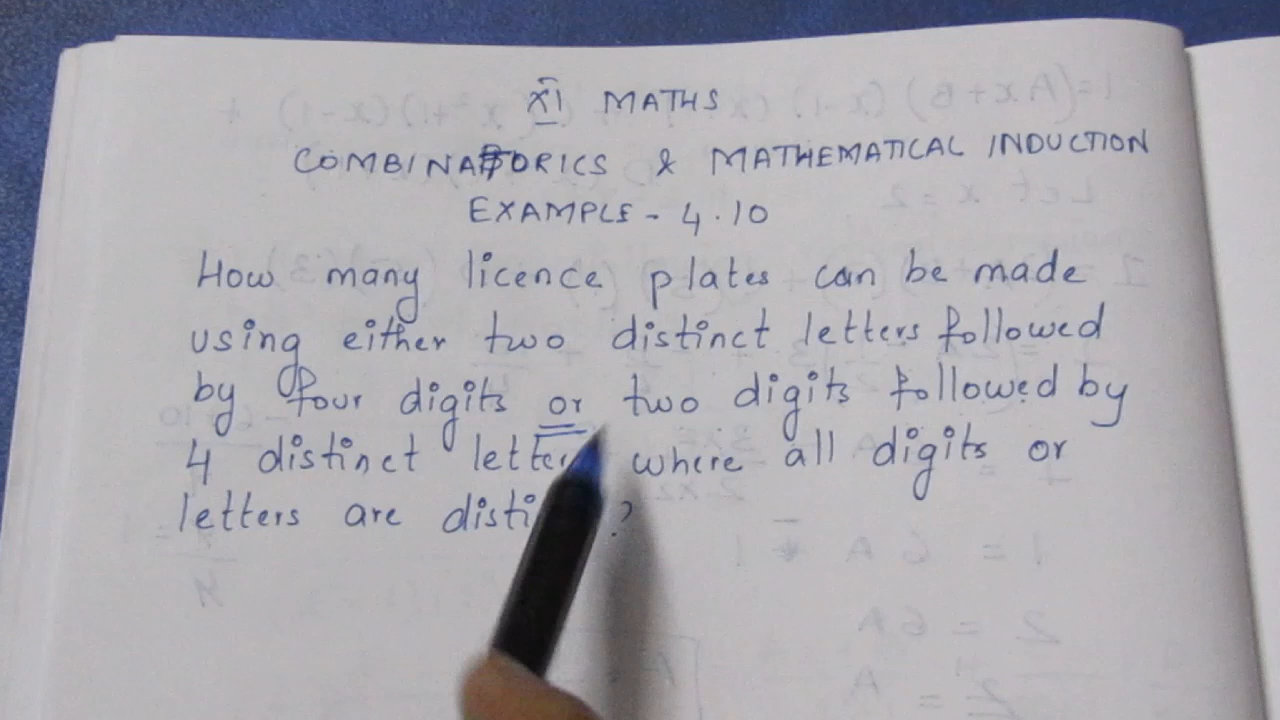 XI MATHS
COMBINATORICS & MATHEMATICAL INDUCTION
EXAMPLE - 4.10
How many licence plates can be made
using either two distinct letters followed
by four digits or two digits followed by
4 distinct where all digits or
letters are ?